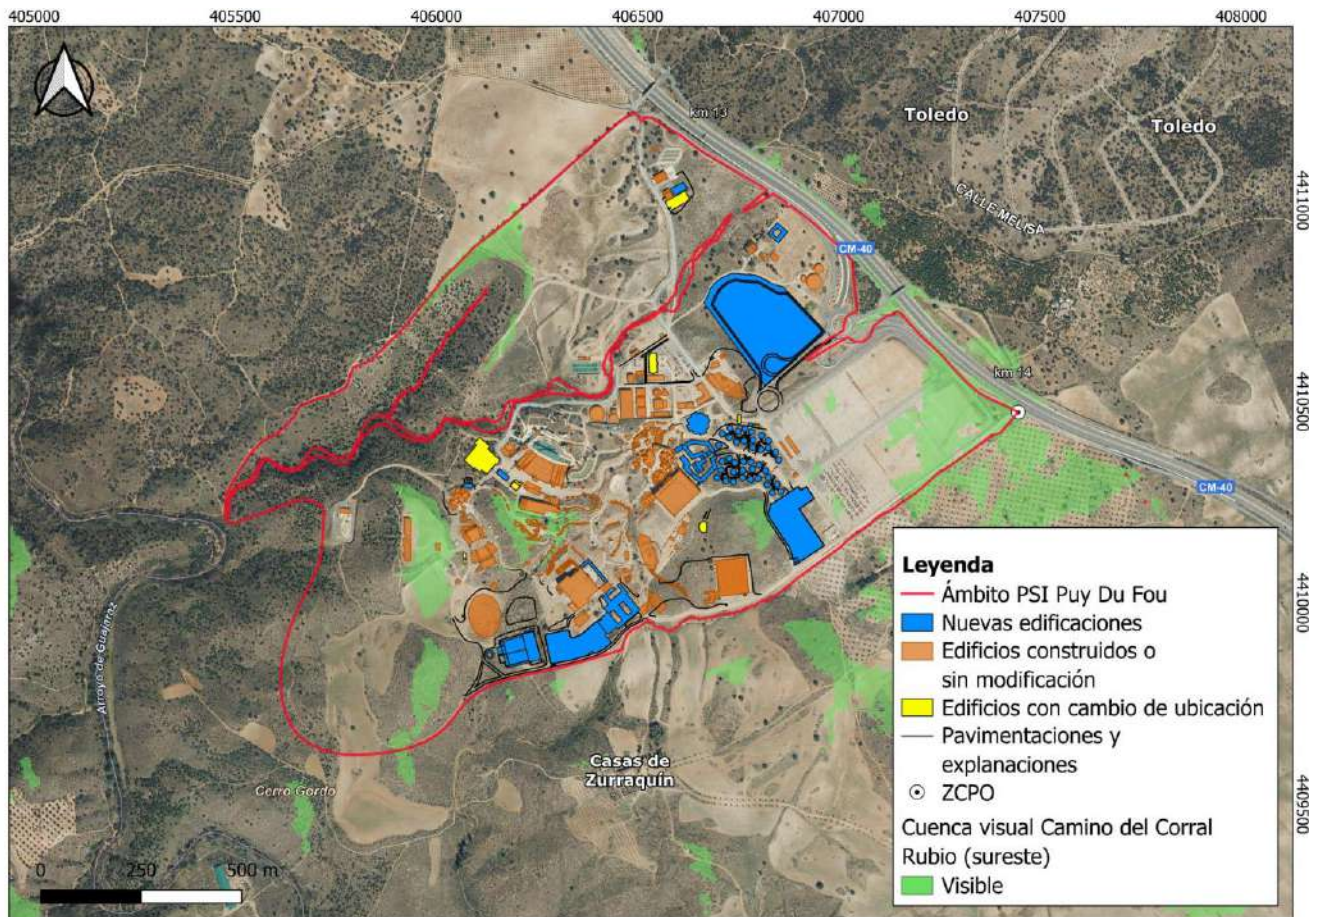 405000 405500 406000 406500 407000 407500 408000
km 13
Toledo
Toledo
CALLE MELISA
4411000
CM-40
km 14
4410500
CM-40
Leyenda
Ámbito PSI Puy Du Fou
Nuevas edificaciones
Edificios construidos o
sin modificación
Edificios con cambio de ubicación
Pavimentaciones y
explanaciones
ZCPO
Cuenca visual Camino del Corral
Rubio (sureste)
Visible
4410000
Arroyo de Guajaraz
Casas de
Zurraquín
Cerro Gordo
4409500
0 250 500 m